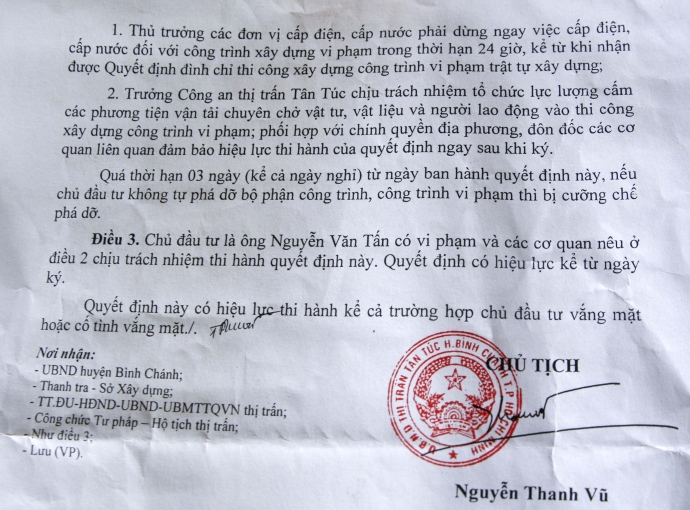 1. Thủ trưởng các đơn vị cấp điện, cấp nước phải dừng ngay việc cấp điện,
cấp nước đối với công trình xây dựng vi phạm trong thời hạn 24 giờ, kể từ khi nhận
được Quyết định đình chỉ thi công xây dựng công trình vi phạm trật tự xây dựng;
2. Trưởng Công an thị trấn Tân Túc chịu trách nhiệm tổ chức lực lượng cấm
các phương tiện vận tải chuyên chở vật tư, vật liệu và người lao động vào thi công
xây dựng công trình vi phạm; phối hợp với chính quyền địa phương, đôn đốc các cơ
quan liên quan đảm bảo hiệu lực thi hành của quyết định ngay sau khi ký.
Quá thời hạn 03 ngày (kể cả ngày nghỉ) từ ngày ban hành quyết định này, nếu
chủ đầu tư không tự phá dỡ bộ phận công trình, công trình vi phạm thì bị cưỡng chế
phá dỡ.
Điều 3. Chủ đầu tư là ông Nguyễn Văn Tấn có vi phạm và các cơ quan nêu ở
điều 2 chịu trách nhiệm thi hành quyết định này. Quyết định có hiệu lực kể từ ngày
ký.
Quyết định này có hiệu lực thi hành kể cả trường hợp chủ đầu tư vắng mặt
hoặc cố tình vắng mặt./.
Nơi nhận:
- UBND huyện Bình Chánh;
- Thanh tra - Sở Xây dựng;
- TT.ĐU-HĐND-UBND-UBMTTQVN thị trấn;
- Công chức Tư pháp – Hộ tịch thị trấn;
- Như điều 3;
- Lưu (VP).
CHỦ TỊCH
U.B.N.D THỊ TRẤN TÂN TÚC H.BÌNH CHÁNH T.P HỒ CHÍ MINH
Nguyễn Thanh Vũ